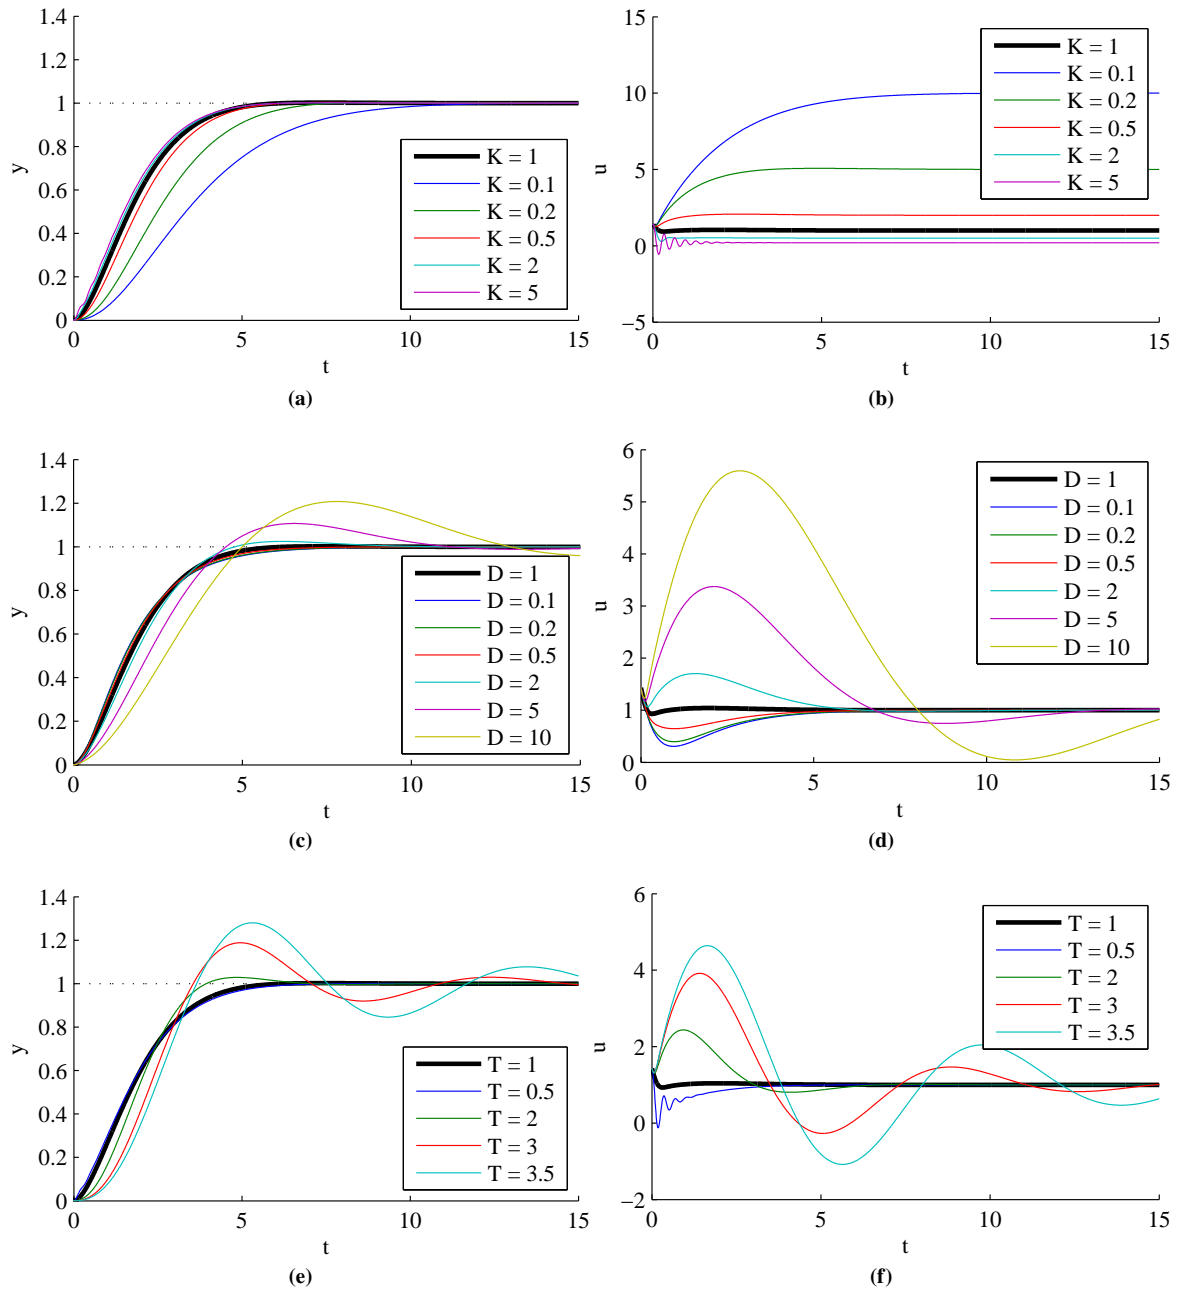 1.4
1.2
1
0.8
0.6
0.4
0.2
0
0
5
10
15
y
t
K = 1
K = 0.1
K = 0.2
K = 0.5
K = 2
K = 5
(a)
15
10
5
0
−5
0
5
10
15
u
t
K = 1
K = 0.1
K = 0.2
K = 0.5
K = 2
K = 5
(b)
1.4
1.2
1
0.8
0.6
0.4
0.2
0
0
5
10
15
y
t
D = 1
D = 0.1
D = 0.2
D = 0.5
D = 2
D = 5
D = 10
(c)
6
5
4
3
2
1
0
0
5
10
15
u
t
D = 1
D = 0.1
D = 0.2
D = 0.5
D = 2
D = 5
D = 10
(d)
1.4
1.2
1
0.8
0.6
0.4
0.2
0
0
5
10
15
y
t
T = 1
T = 0.5
T = 2
T = 3
T = 3.5
(e)
6
4
2
0
−2
0
5
10
15
u
t
T = 1
T = 0.5
T = 2
T = 3
T = 3.5
(f)